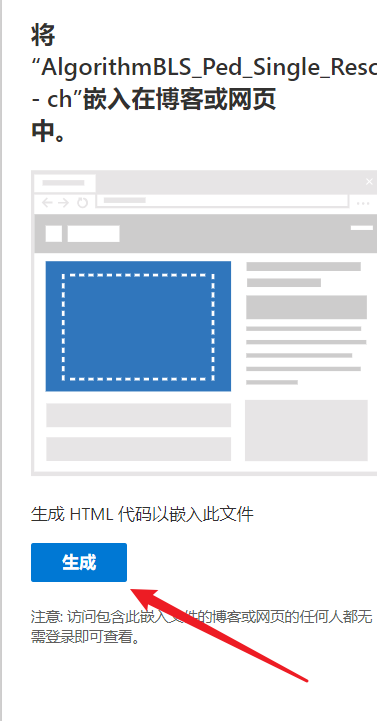 将
“AlgorithmBLS_Ped_Single_Resc
- ch”嵌入在博客或网页
中。
生成 HTML 代码以嵌入此文件
生成
注意: 访问包含此嵌入文件的博客或网页的任何人都无
需登录即可查看。